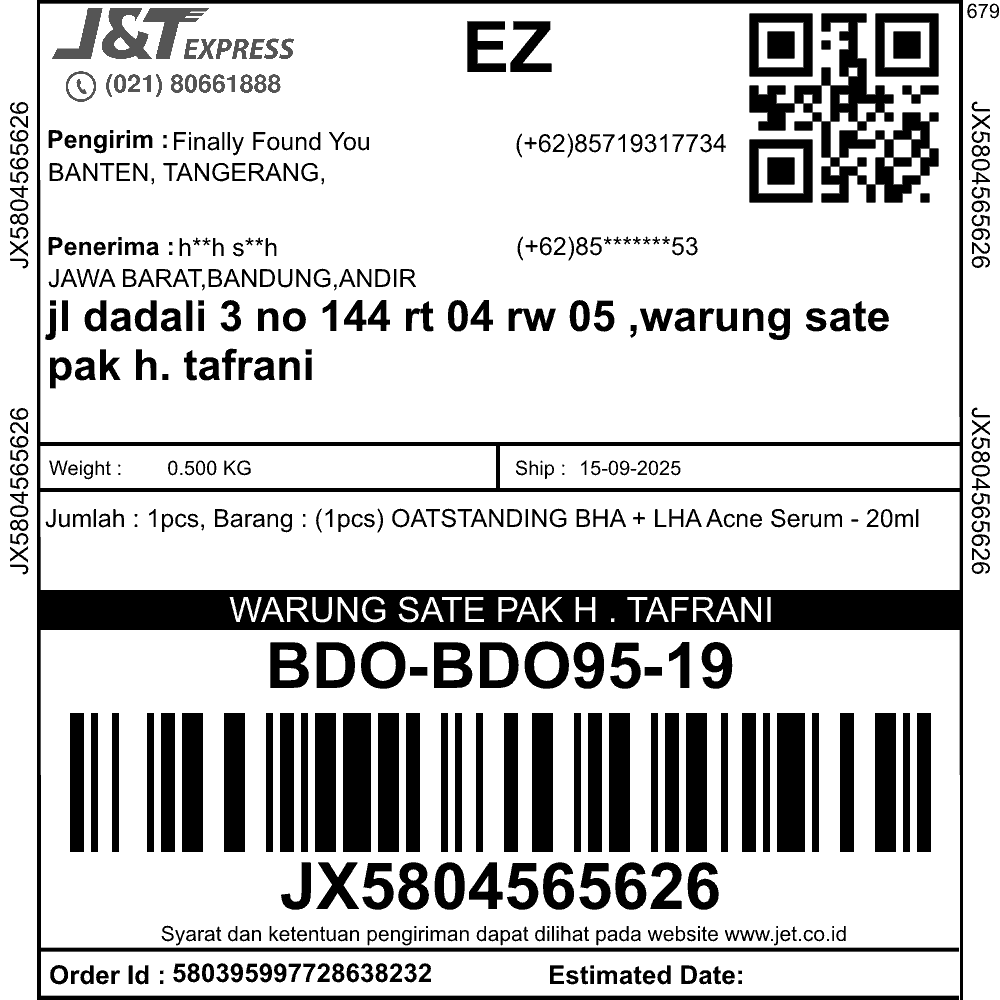 J&T EXPRESS
(021) 80661888
EZ
679
Pengirim : Finally Found You (+62)85719317734
BANTEN, TANGERANG,
Penerima : h**h s**h (+62)85*******53
JAWA BARAT,BANDUNG,ANDIR
jl dadali 3 no 144 rt 04 rw 05 ,warung sate
pak h. tafrani
JX5804565626
JX5804565626
JX5804565626
JX5804565626
Weight : 0.500 KG Ship : 15-09-2025
Jumlah : 1pcs, Barang : (1pcs) OATSTANDING BHA + LHA Acne Serum - 20ml
WARUNG SATE PAK H . TAFRANI
BDO-BDO95-19
JX5804565626
Syarat dan ketentuan pengiriman dapat dilihat pada website www.jet.co.id
Order Id : 580395997728638232 Estimated Date: